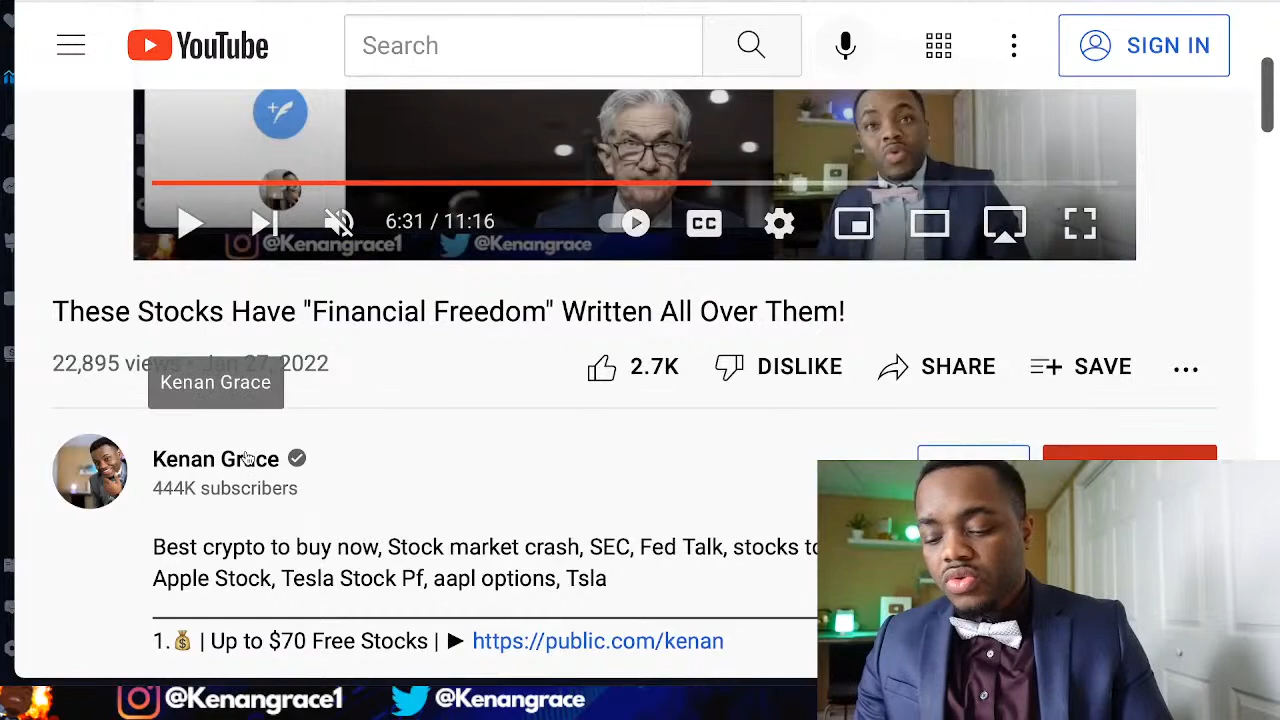 YouTube
Search
SIGN IN
6:31 / 11:16
CC
@Kenangrace1
@Kenangrace
These Stocks Have "Financial Freedom" Written All Over Them!
22,895 views • Jan 27, 2022
2.7K
DISLIKE
SHARE
SAVE
Kenan Grace
Kenan Grace
444K subscribers
Best crypto to buy now, Stock market crash, SEC, Fed Talk, stocks to
Apple Stock, Tesla Stock Pf, aapl options, Tsla
1.💰 | Up to $70 Free Stocks | ► https://public.com/kenan
@Kenangrace1
@Kenangrace